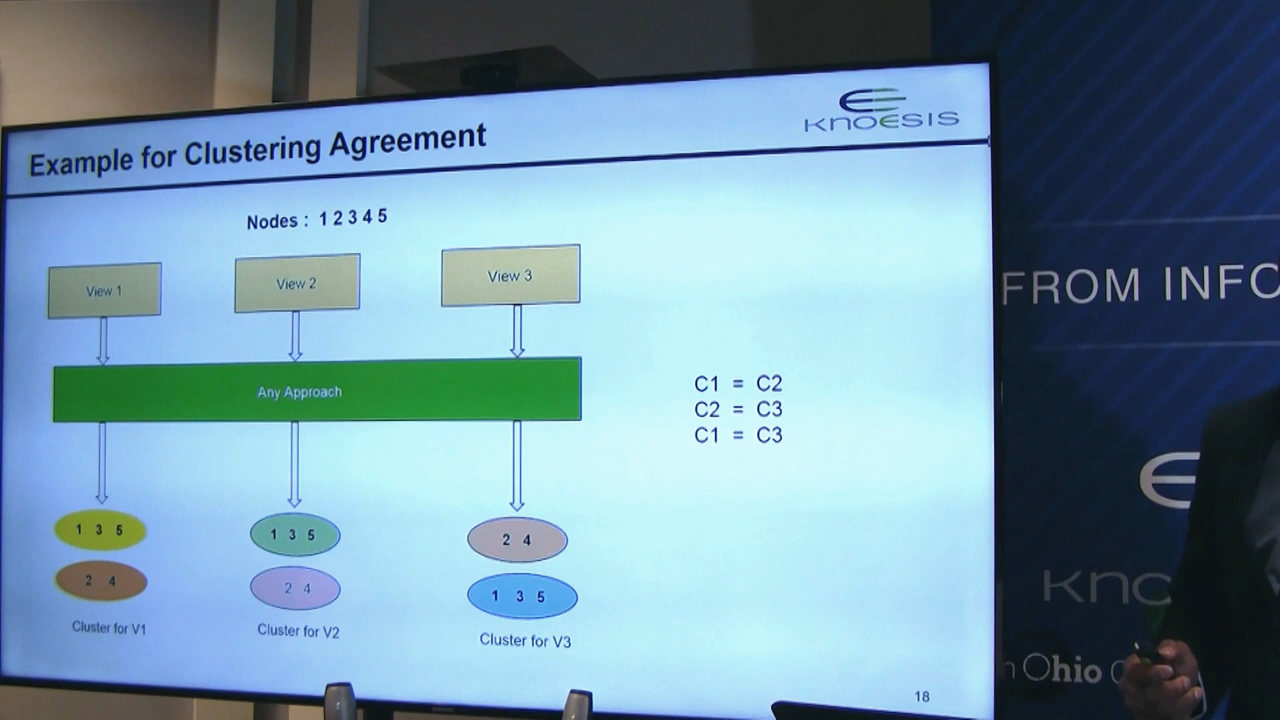 Example for Clustering Agreement
KNOESIS
Nodes : 1 2 3 4 5
View 1
View 2
View 3
Any Approach
C1 = C2
C2 = C3
C1 = C3
1 3 5
1 3 5
2 4
2 4
2 4
1 3 5
Cluster for V1
Cluster for V2
Cluster for V3
18
FROM INFO
KNO
Ohio